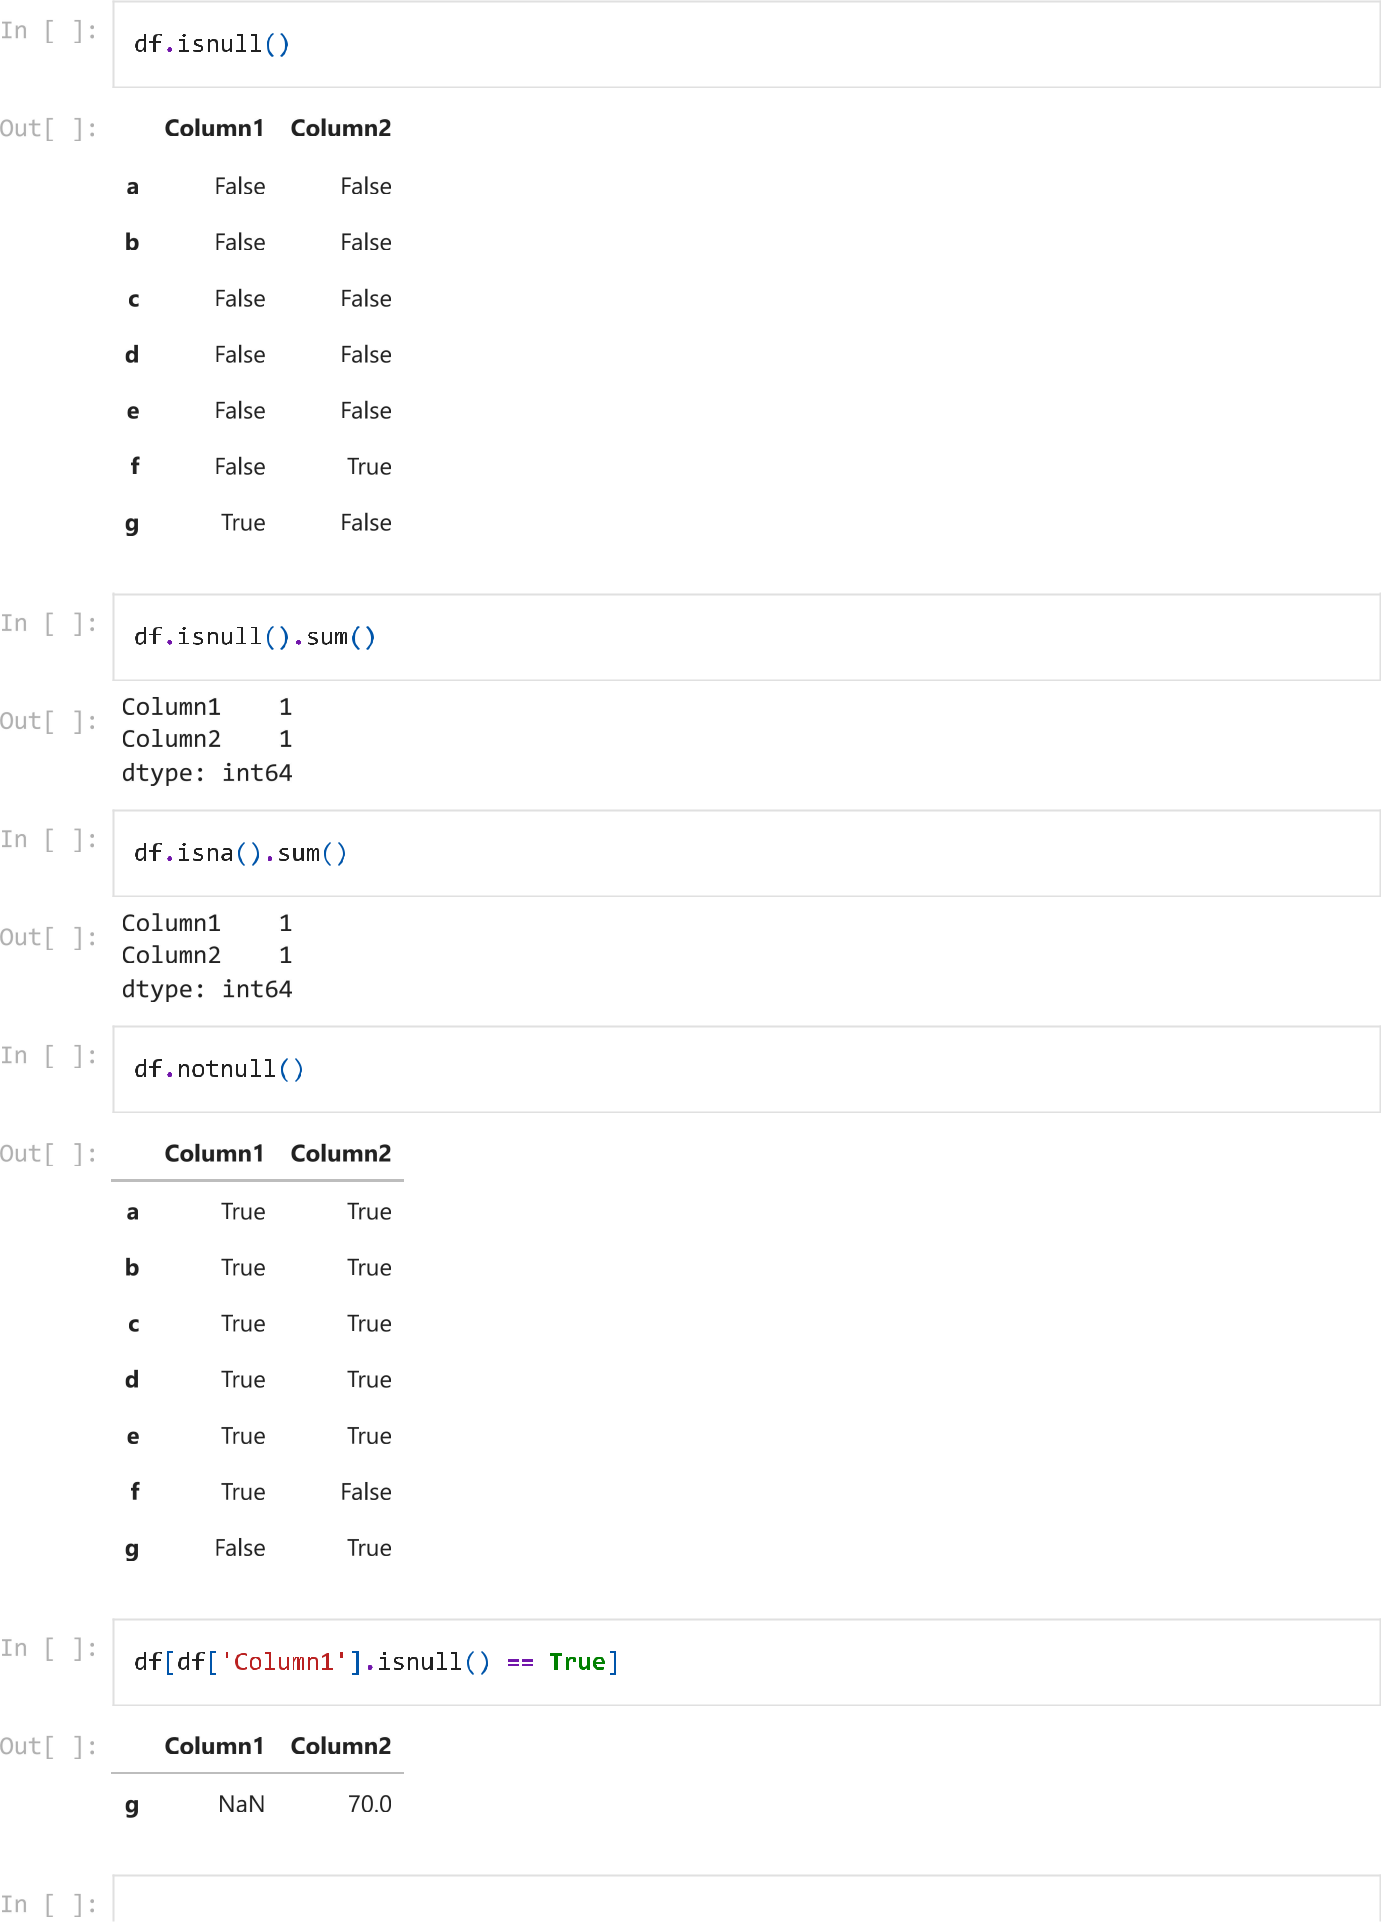 In [ ]:
df.isnull()
Out[ ]:
Column1 Column2
a False False
b False False
c False False
d False False
e False False
f False True
g True False
In [ ]:
df.isnull().sum()
Out[ ]:
Column1    1
Column2    1
dtype: int64
In [ ]:
df.isna().sum()
Out[ ]:
Column1    1
Column2    1
dtype: int64
In [ ]:
df.notnull()
Out[ ]:
Column1 Column2
a True True
b True True
c True True
d True True
e True True
f True False
g False True
In [ ]:
df[df['Column1'].isnull() == True]
Out[ ]:
Column1 Column2
g NaN 70.0
In [ ]: